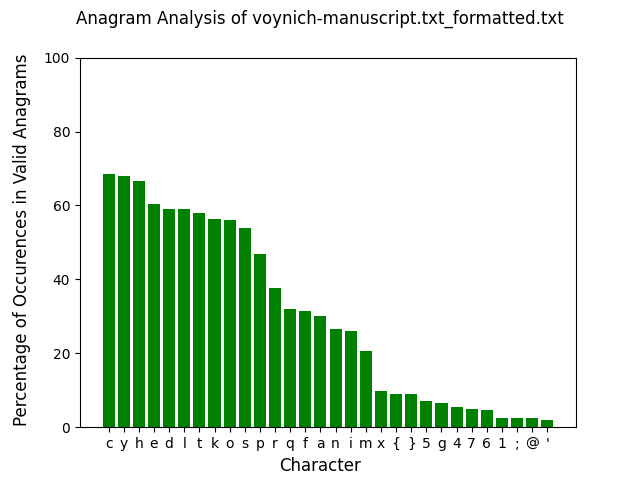 Anagram Analysis of voynich-manuscript.txt_formatted.txt
Percentage of Occurences in Valid Anagrams
100
80
60
40
20
0
c y h e d l t k o s p r q f a n i m x { } 5 g 4 7 6 1 ; @ '
Character